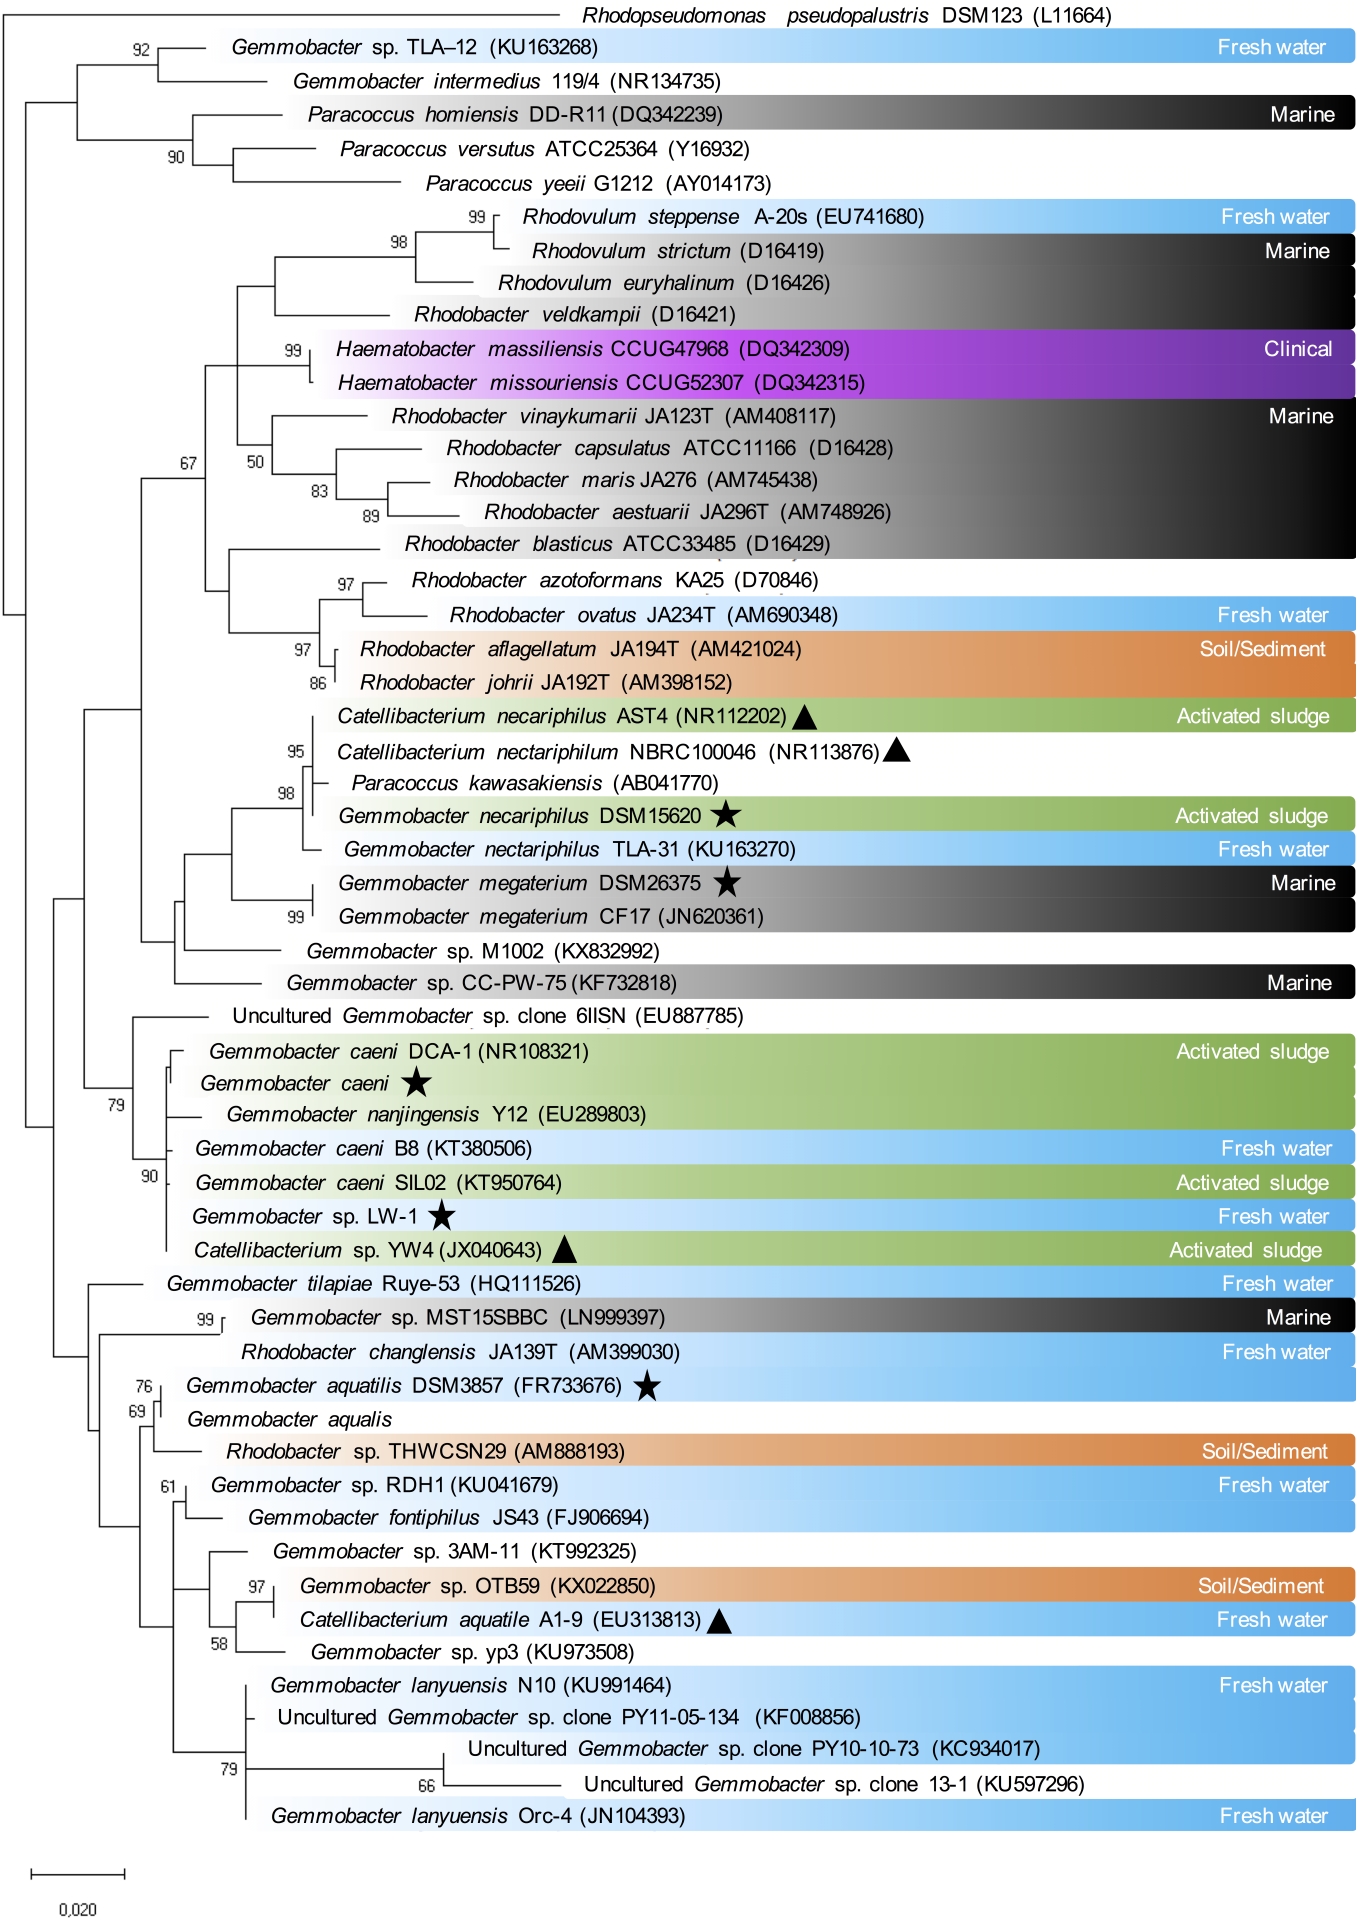 Rhodopseudomonas pseudopalustris DSM123 (L11664)
92
Gemmobacter sp. TLA–12 (KU163268) Fresh water
Gemmobacter intermedius 119/4 (NR134735)
Paracoccus homiensis DD-R11 (DQ342239) Marine
Paracoccus versutus ATCC25364 (Y16932)
90
Paracoccus yeeii G1212 (AY014173)
99
Rhodovulum steppense A-20s (EU741680) Fresh water
98
Rhodovulum strictum (D16419) Marine
Rhodovulum euryhalinum (D16426)
Rhodobacter veldkampii (D16421)
99
Haematobacter massiliensis CCUG47968 (DQ342309) Clinical
Haematobacter missouriensis CCUG52307 (DQ342315)
Rhodobacter vinaykumarii JA123T (AM408117) Marine
67
50
Rhodobacter capsulatus ATCC11166 (D16428)
83
Rhodobacter maris JA276 (AM745438)
89
Rhodobacter aestuarii JA296T (AM748926)
Rhodobacter blasticus ATCC33485 (D16429)
97
Rhodobacter azotoformans KA25 (D70846)
Rhodobacter ovatus JA234T (AM690348) Fresh water
97
Rhodobacter aflagellatum JA194T (AM421024) Soil/Sediment
86
Rhodobacter johrii JA192T (AM398152)
Catellibacterium necariphilus AST4 (NR112202) Activated sludge
95
Catellibacterium nectariphilum NBRC100046 (NR113876)
98
Paracoccus kawasakiensis (AB041770)
Gemmobacter necariphilus DSM15620 Activated sludge
Gemmobacter nectariphilus TLA-31 (KU163270) Fresh water
Gemmobacter megaterium DSM26375 Marine
99
Gemmobacter megaterium CF17 (JN620361)
Gemmobacter sp. M1002 (KX832992)
Gemmobacter sp. CC-PW-75 (KF732818) Marine
Uncultured Gemmobacter sp. clone 6IISN (EU887785)
Gemmobacter caeni DCA-1 (NR108321) Activated sludge
Gemmobacter caeni
79
Gemmobacter nanjingensis Y12 (EU289803)
Gemmobacter caeni B8 (KT380506) Fresh water
90
Gemmobacter caeni SIL02 (KT950764) Activated sludge
Gemmobacter sp. LW-1 Fresh water
Catellibacterium sp. YW4 (JX040643) Activated sludge
Gemmobacter tilapiae Ruye-53 (HQ111526) Fresh water
99
Gemmobacter sp. MST15SBBC (LN999397) Marine
Rhodobacter changlensis JA139T (AM399030) Fresh water
76
Gemmobacter aquatilis DSM3857 (FR733676)
69
Gemmobacter aqualis
Rhodobacter sp. THWCSN29 (AM888193) Soil/Sediment
61
Gemmobacter sp. RDH1 (KU041679) Fresh water
Gemmobacter fontiphilus JS43 (FJ906694)
Gemmobacter sp. 3AM-11 (KT992325)
97
Gemmobacter sp. OTB59 (KX022850) Soil/Sediment
Catellibacterium aquatile A1-9 (EU313813) Fresh water
58
Gemmobacter sp. yp3 (KU973508)
Gemmobacter lanyuensis N10 (KU991464) Fresh water
Uncultured Gemmobacter sp. clone PY11-05-134 (KF008856)
Uncultured Gemmobacter sp. clone PY10-10-73 (KC934017)
79
66
Uncultured Gemmobacter sp. clone 13-1 (KU597296)
Gemmobacter lanyuensis Orc-4 (JN104393) Fresh water
0,020